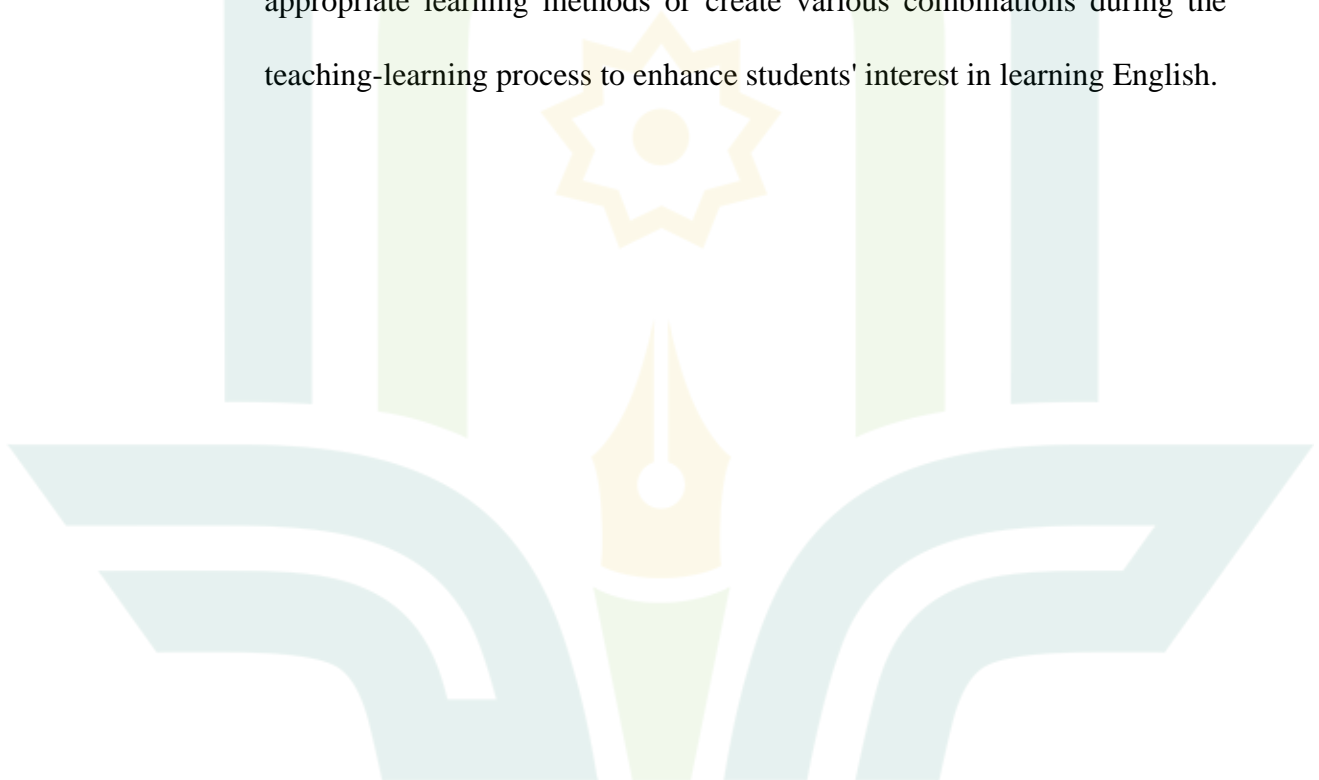 appropriate learning methods or create various combinations during the
teaching-learning process to enhance students' interest in learning English.